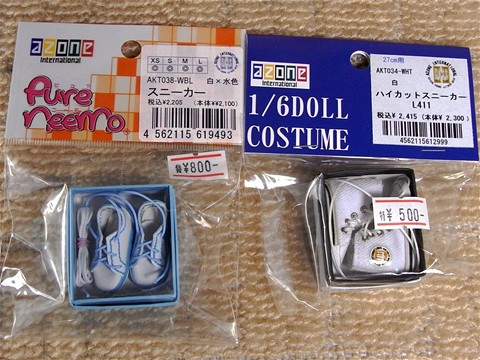 azone
International
XS S M L
AKT038-WBL 白×水色
スニーカー
税込¥2,205 (本体¥2,100)
4 562115 619493
Pure
neemo
特¥800-
azone
International
27cm用
AKT034-WHT
白
ハイカットスニーカー
L411
税込¥ 2,415 (本体¥ 2,300)
4562115612999
1/6DOLL
COSTUME
特¥ 500-